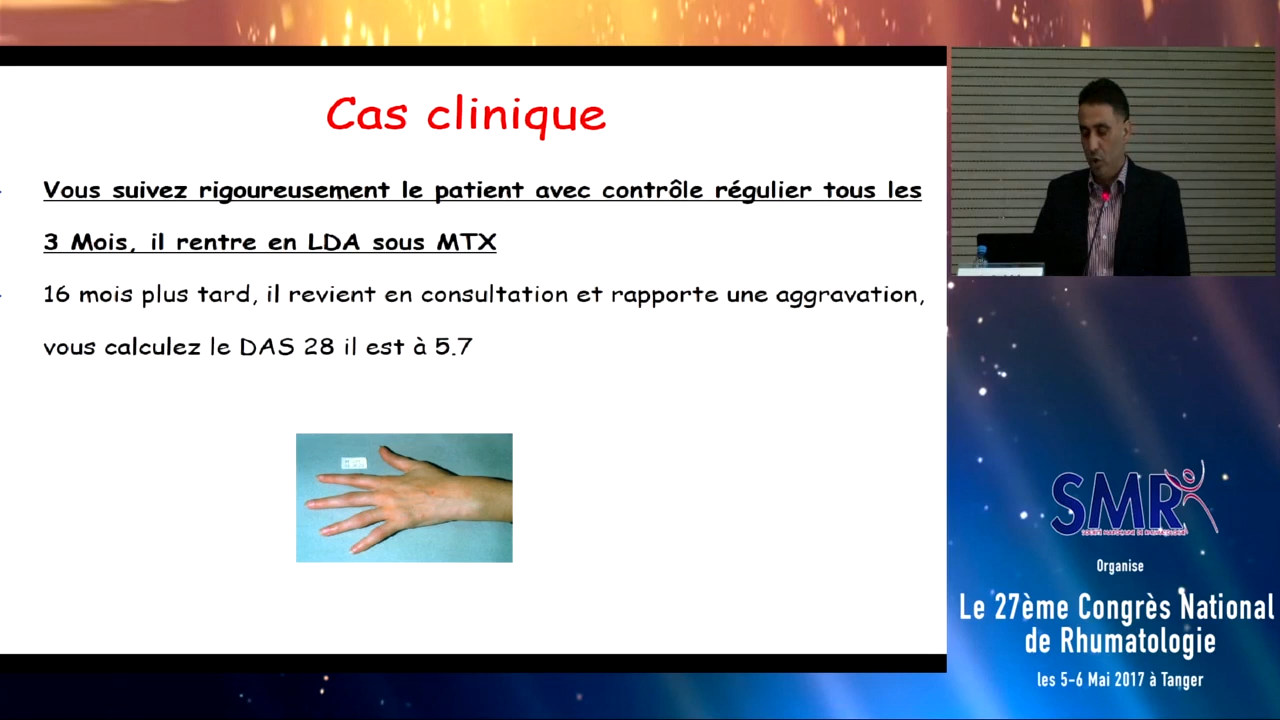 Cas clinique
Vous suivez rigoureusement le patient avec contrôle régulier tous les
3 Mois, il rentre en LDA sous MTX
16 mois plus tard, il revient en consultation et rapporte une aggravation,
vous calculez le DAS 28 il est à 5.7
SMR
Organise
Le 27ème Congrès National
de Rhumatologie
les 5-6 Mai 2017 à Tanger